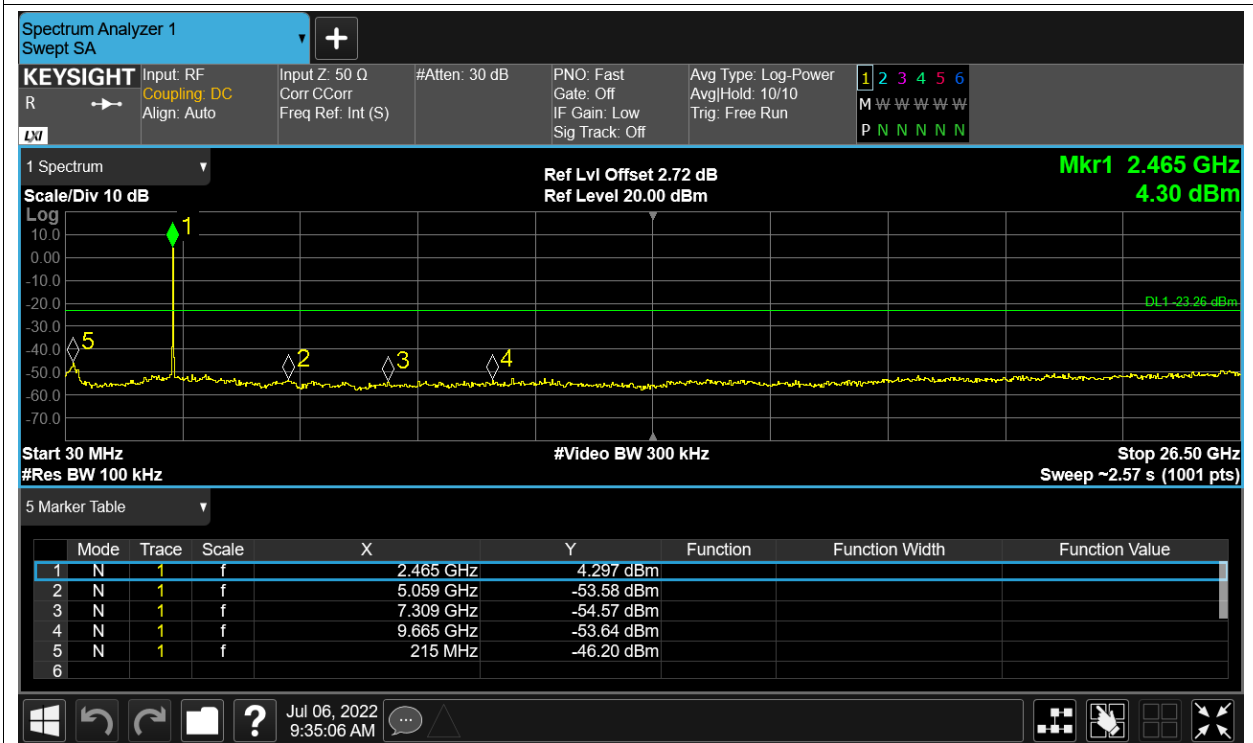 Spectrum Analyzer 1
Swept SA
+
KEYSIGHT Input: RF Input Z: 50 Ω #Atten: 30 dB PNO: Fast Avg Type: Log-Power 1 2 3 4 5 6
R Coupling: DC Corr CCorr Gate: Off Avg|Hold: 10/10 M W W W W W W
Align: Auto Freq Ref: Int (S) IF Gain: Low Trig: Free Run
LXI Sig Track: Off P N N N N N N
1 Spectrum Ref Lvl Offset 2.72 dB Mkr1 2.465 GHz
Scale/Div 10 dB Ref Level 20.00 dBm 4.30 dBm
Log
1
10.0
0.00
-10.0
-20.0 DL1 -23.26 dBm
-30.0
5
-40.0
2 3 4
-50.0
-60.0
-70.0
Start 30 MHz #Video BW 300 kHz Stop 26.50 GHz
#Res BW 100 kHz Sweep ~2.57 s (1001 pts)
5 Marker Table
Mode Trace Scale X Y Function Function Width Function Value
1 N 1 f 2.465 GHz 4.297 dBm
2 N 1 f 5.059 GHz -53.58 dBm
3 N 1 f 7.309 GHz -54.57 dBm
4 N 1 f 9.665 GHz -53.64 dBm
5 N 1 f 215 MHz -46.20 dBm
6
? Jul 06, 2022
9:35:06 AM